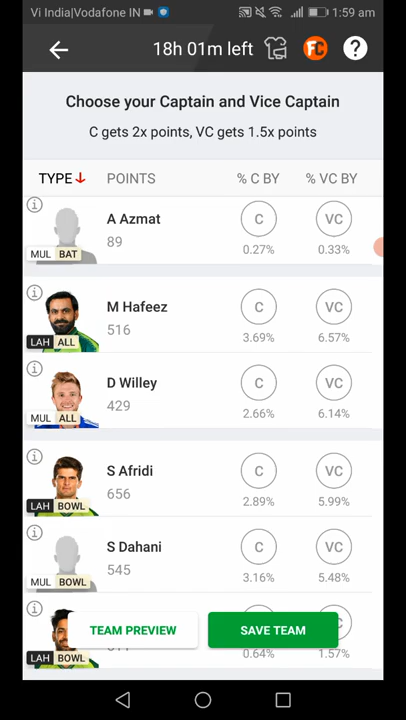 Vi India|Vodafone IN 1:59 am
18h 01m left FC ?
Choose your Captain and Vice Captain
C gets 2x points, VC gets 1.5x points
TYPE POINTS % C BY % VC BY
i A Azmat C VC
89
MUL BAT 0.27% 0.33%
i M Hafeez C VC
516
LAH ALL 3.69% 6.57%
i D Willey C VC
429
MUL ALL 2.66% 6.14%
i S Afridi C VC
656
LAH BOWL 2.89% 5.99%
i S Dahani C VC
545
MUL BOWL 3.16% 5.48%
i
TEAM PREVIEW SAVE TEAM
LAH BOWL 0.64% 1.57%